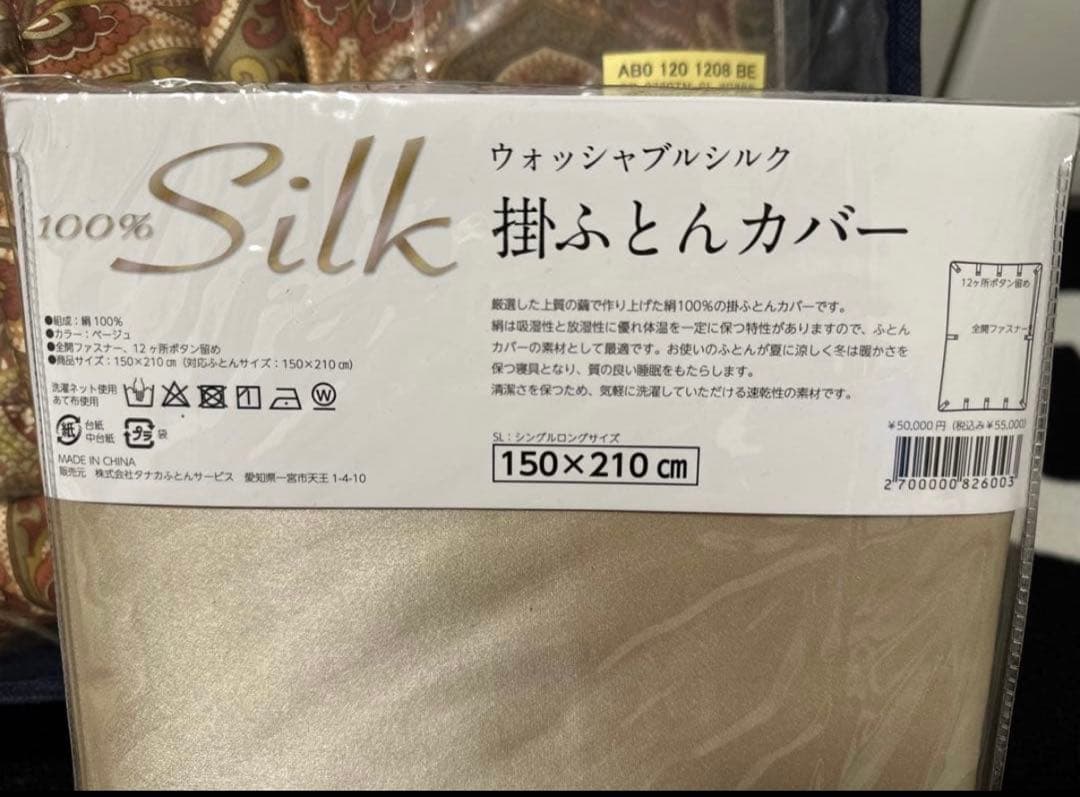 AB0 120 1208 BE
100% Silk
ウォッシャブルシルク
掛ふとんカバー
●組成:絹100%
●カラー:ベージュ
●全開ファスナー、12ヶ所ボタン留め
●商品サイズ:150×210㎝(対応ふとんサイズ:150×210㎝)
洗濯ネット使用
あて布使用
W
紙
台紙
中台紙
プラ
袋
MADE IN CHINA
販売元 株式会社タナカふとんサービス 愛知県一宮市天王1-4-10
厳選した上質の繭で作り上げた絹100%の掛ふとんカバーです。
絹は吸湿性と放湿性に優れ体温を一定に保つ特性がありますので、ふとん
カバーの素材として最適です。お使いのふとんが夏に涼しく冬は暖かさを
保つ寝具となり、質の良い睡眠をもたらします。
清潔さを保つため、気軽に洗濯していただける速乾性の素材です。
SL:シングルロングサイズ
150×210㎝
12ヶ所ボタン留め
全開ファスナー
¥50,000円(税込み¥55,000)
2700000826003